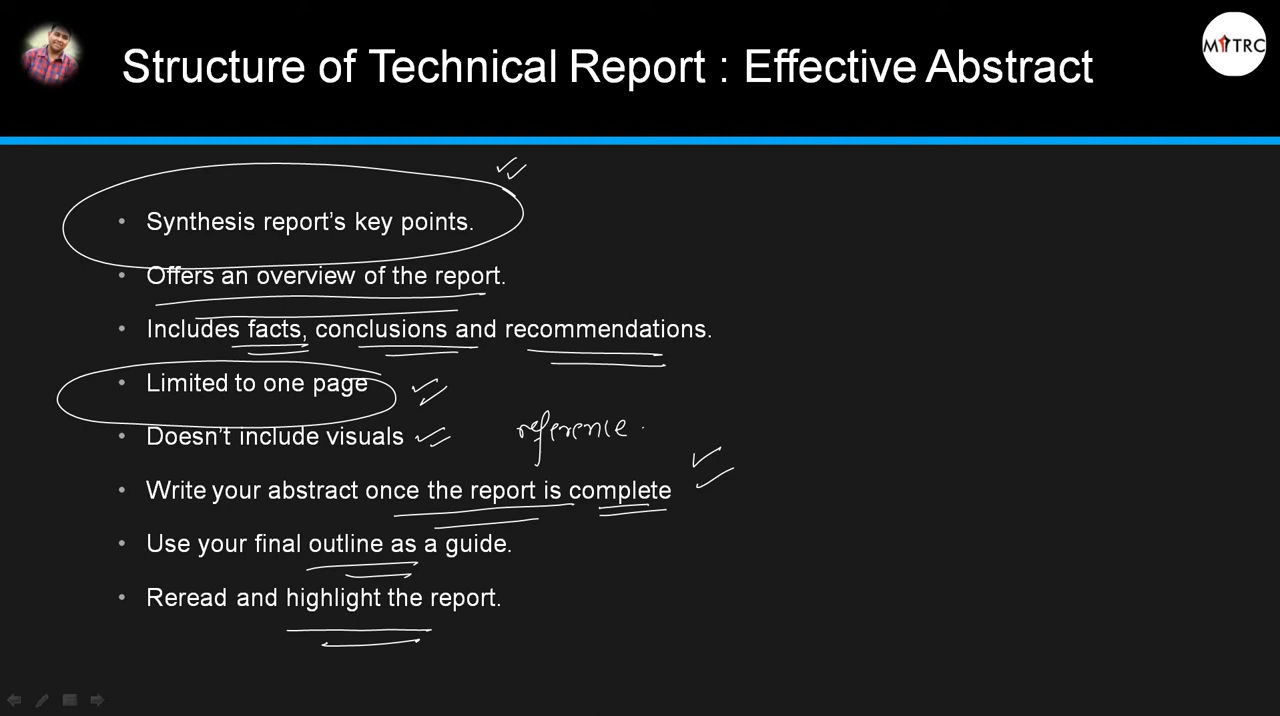 Structure of Technical Report : Effective Abstract
MITRC
• Synthesis report's key points.
• Offers an overview of the report.
• Includes facts, conclusions and recommendations.
• Limited to one page
• Doesn't include visuals
reference.
• Write your abstract once the report is complete
• Use your final outline as a guide.
• Reread and highlight the report.